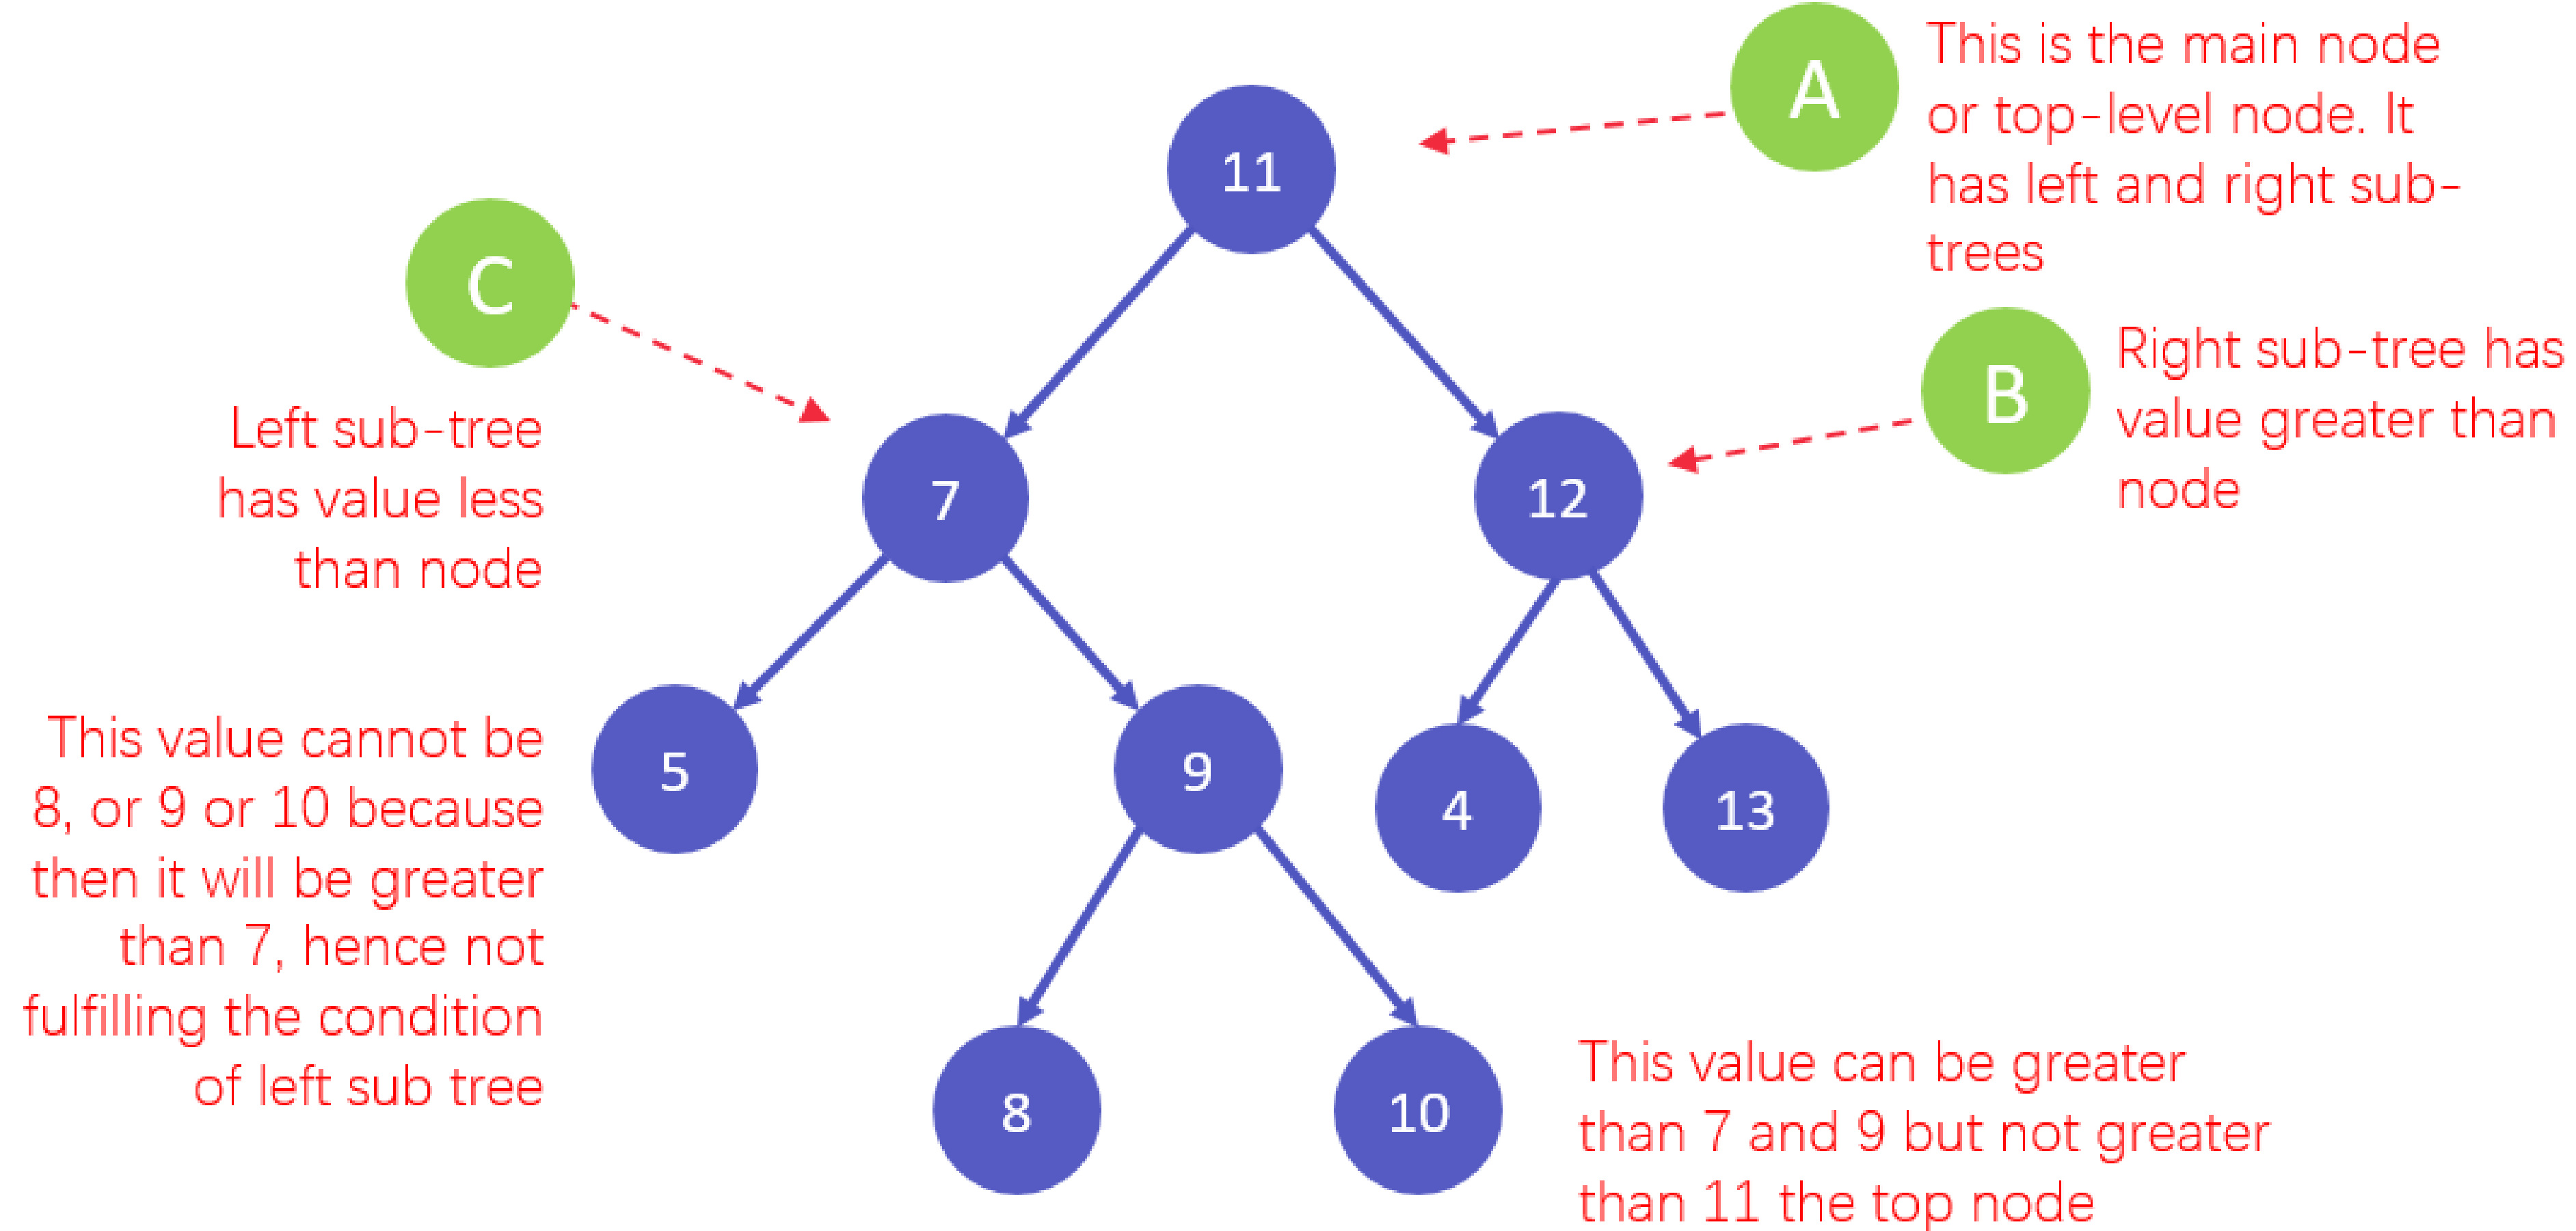 A
This is the main node
or top-level node. It
has left and right sub-
trees
11
C
B
Right sub-tree has
value greater than
node
Left sub-tree
has value less
than node
7
12
This value cannot be
8, or 9 or 10 because
then it will be greater
than 7, hence not
fulfilling the condition
of left sub tree
5
9
4
13
8
10
This value can be greater
than 7 and 9 but not greater
than 11 the top node